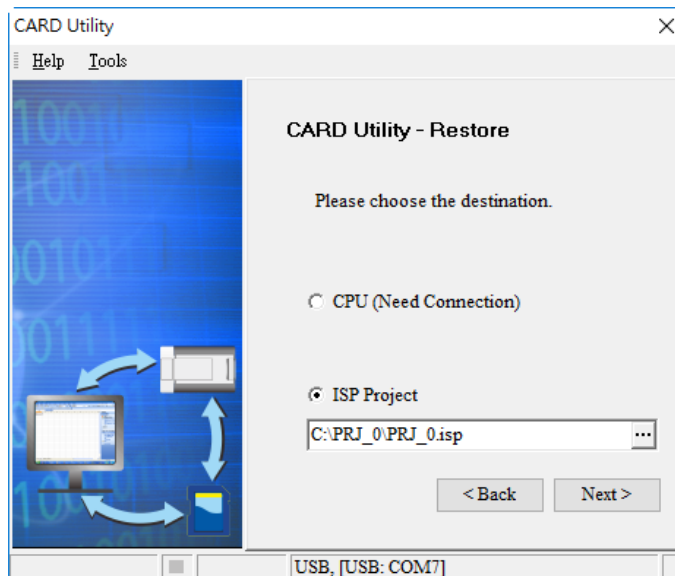 CARD Utility
Help Tools
CARD Utility - Restore
Please choose the destination.
CPU (Need Connection)
ISP Project
C:\PRJ_0\PRJ_0.isp ...
< Back Next >
USB, [USB: COM7]